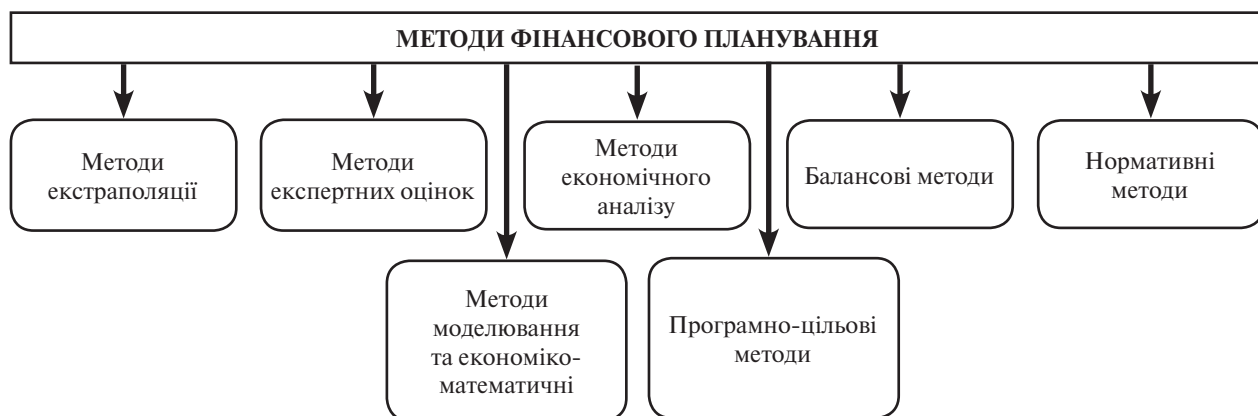 МЕТОДИ ФІНАНСОВОГО ПЛАНУВАННЯ
Методи
екстраполяції
Методи
експертних оцінок
Методи
економічного
аналізу
Балансові методи
Нормативні
методи
Методи
моделювання
та економіко-
математичні
Програмно-цільові
методи